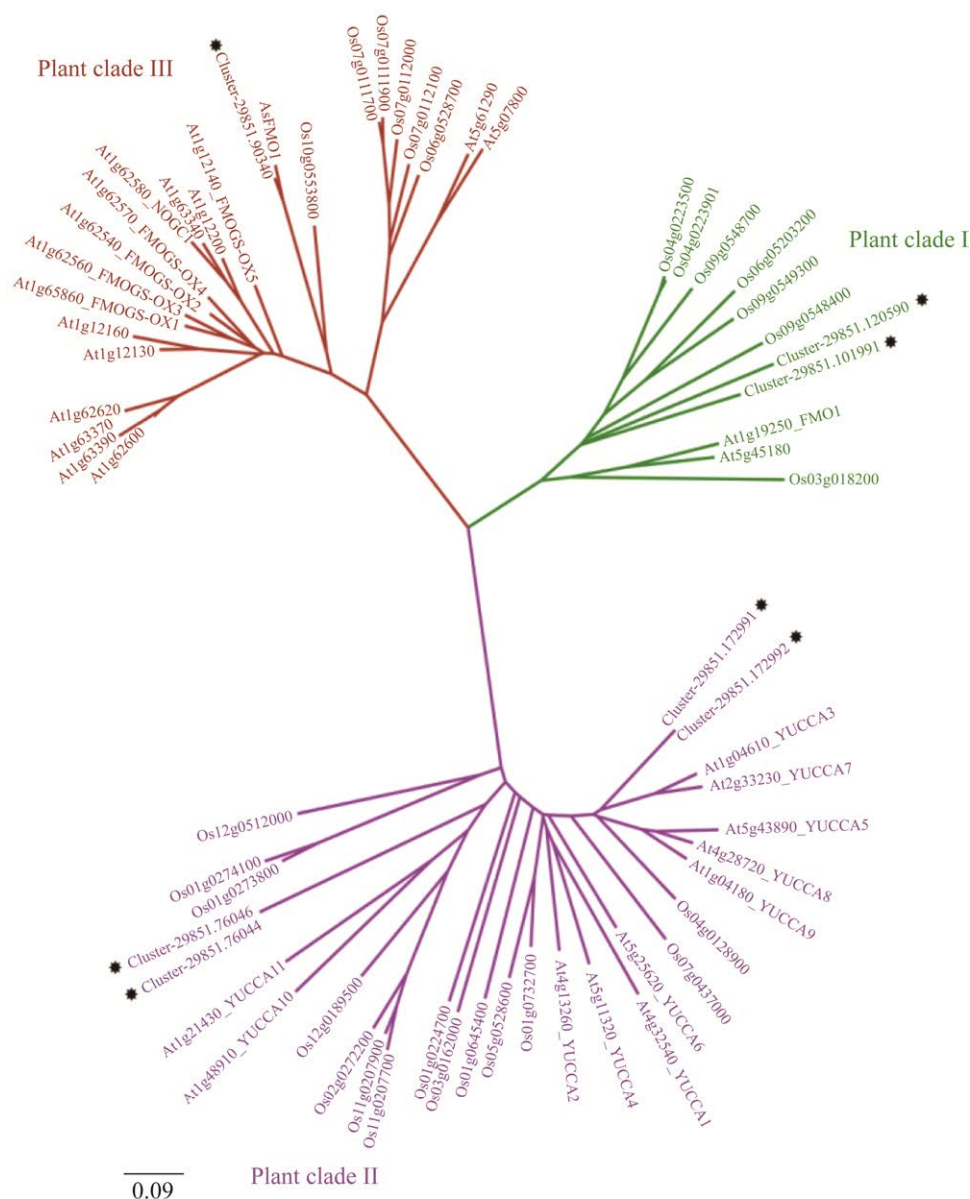 Plant clade III
Cluster-29851.90340
AsFMO1
Os10g0553800
Os07g0111700
Os07g0111900
Os07g0112000
Os07g0112100
Os06g0528700
At5g61290
At5g07800
At1g12140_FMOGS-OX5
At1g12200
At1g63340
At1g62580_NOGC1
At1g62570_FMOGS-OX4
At1g62540_FMOGS-OX2
At1g62560_FMOGS-OX3
At1g65860_FMOGS-OX1
At1g12160
At1g12130
At1g62620
At1g63370
At1g63390
At1g62600
Plant clade I
Os04g0223500
Os04g0223901
Os09g0548700
Os06g05203200
Os09g0549300
Os09g0548400
Cluster-29851.120590
Cluster-29851.101991
At1g19250_FMO1
At5g45180
Os03g018200
Cluster-29851.172991
Cluster-29851.172992
At1g04610_YUCCA3
At2g33230_YUCCA7
At5g43890_YUCCA5
At4g28720_YUCCA8
At1g04180_YUCCA9
Os04g0128900
Os07g0437000
At5g25620_YUCCA6
At4g32540_YUCCA1
At5g11320_YUCCA4
At4g13260_YUCCA2
Os01g0732700
Os05g0528600
Os01g0645400
Os03g0162000
Os01g0224700
Os11g0207700
Os11g0207900
Os02g0272200
Os12g0189500
At1g48910_YUCCA10
At1g21430_YUCCA11
Cluster-29851.76044
Cluster-29851.76046
Os01g0273800
Os01g0274100
Os12g0512000
Plant clade II
0.09